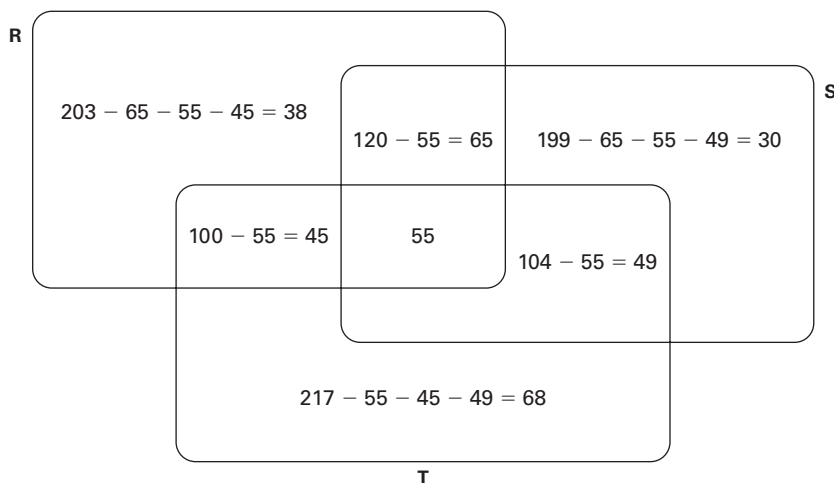 R
S
203 − 65 − 55 − 45 = 38
120 − 55 = 65
199 − 65 − 55 − 49 = 30
100 − 55 = 45
55
104 − 55 = 49
217 − 55 − 45 − 49 = 68
T